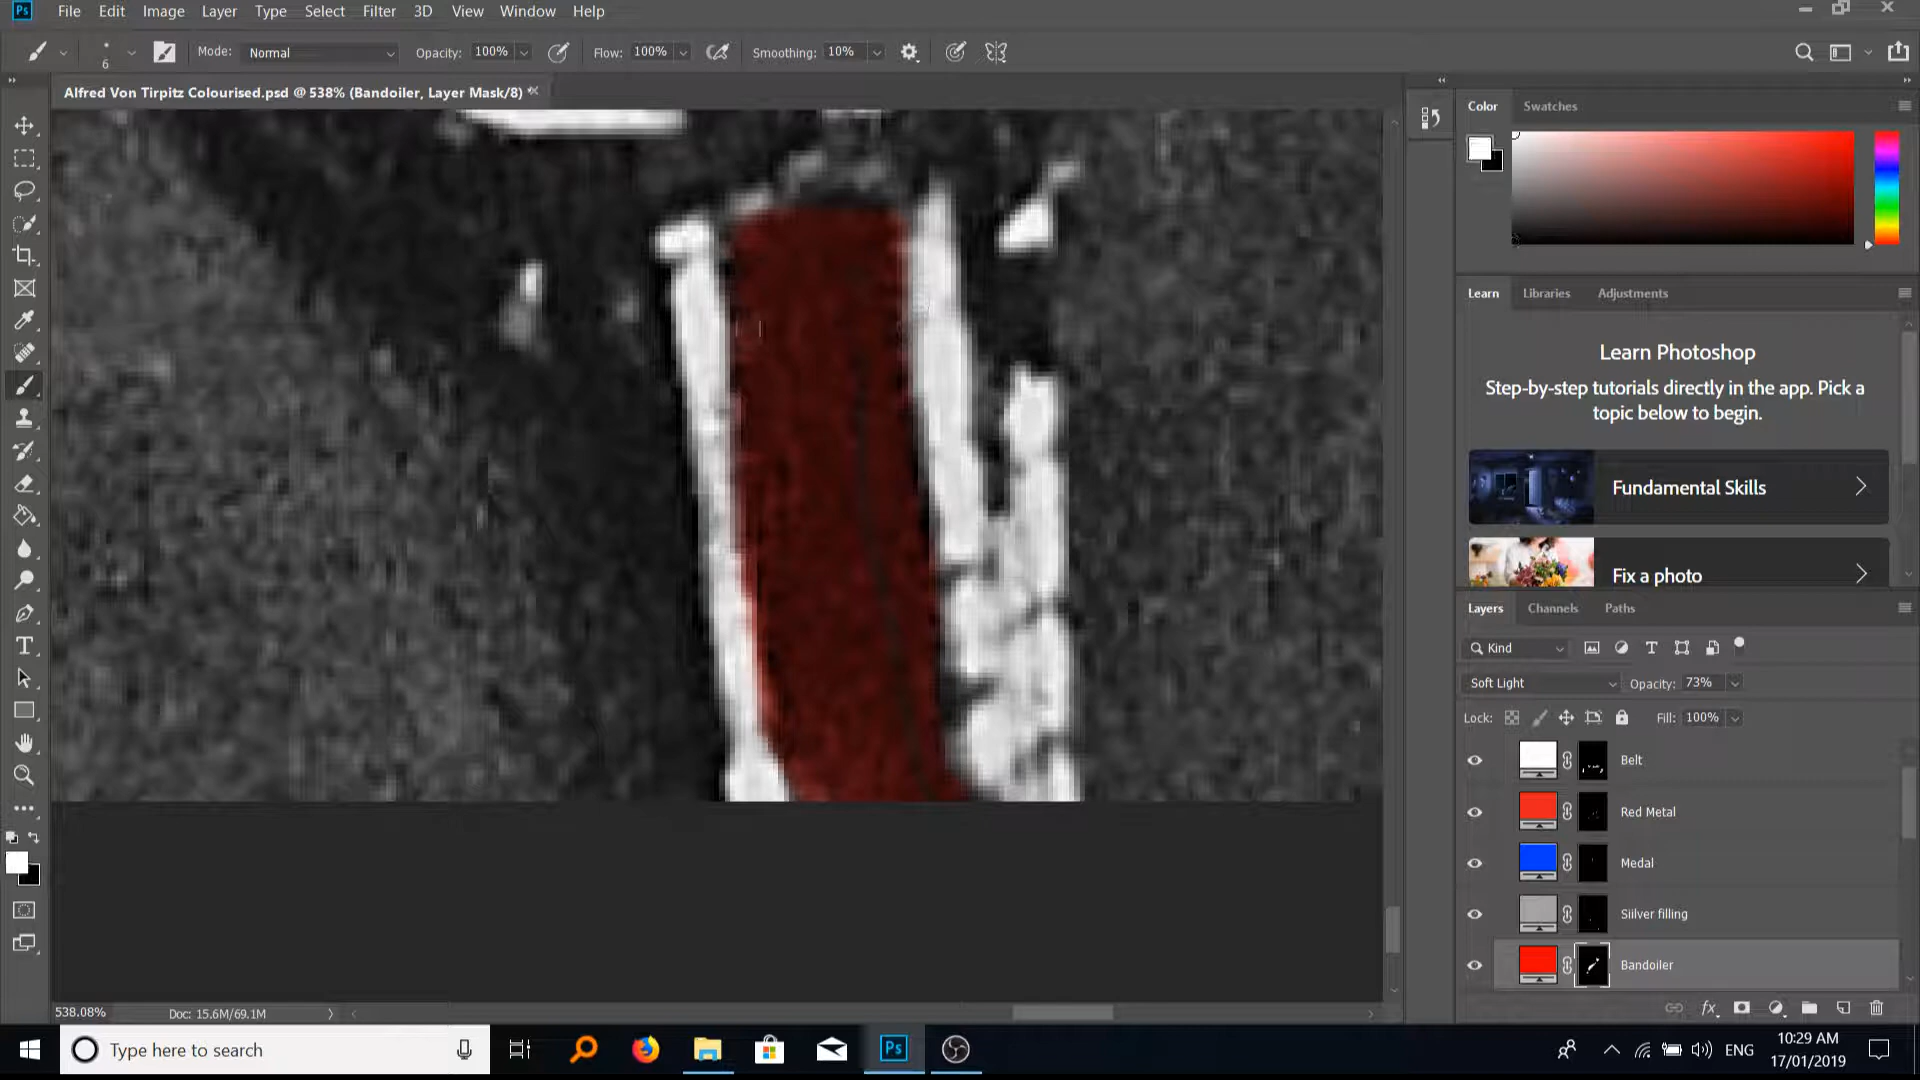 Ps File Edit Image Layer Type Select Filter 3D View Window Help
6 Mode: Normal Opacity: 100% Flow: 100% Smoothing: 10%
Alfred Von Tirpitz Colourised.psd @ 538% (Bandoiler, Layer Mask/8) *
Color Swatches
Learn Libraries Adjustments
Learn Photoshop
Step-by-step tutorials directly in the app. Pick a
topic below to begin.
Fundamental Skills
Fix a photo
Layers Channels Paths
Kind
Soft Light Opacity: 73%
Lock: Fill: 100%
Belt
Red Metal
Medal
Siilver filling
Bandoiler
fx
538.08% Doc: 15.6M/69.1M
Type here to search
Ps
ENG
10:29 AM
17/01/2019